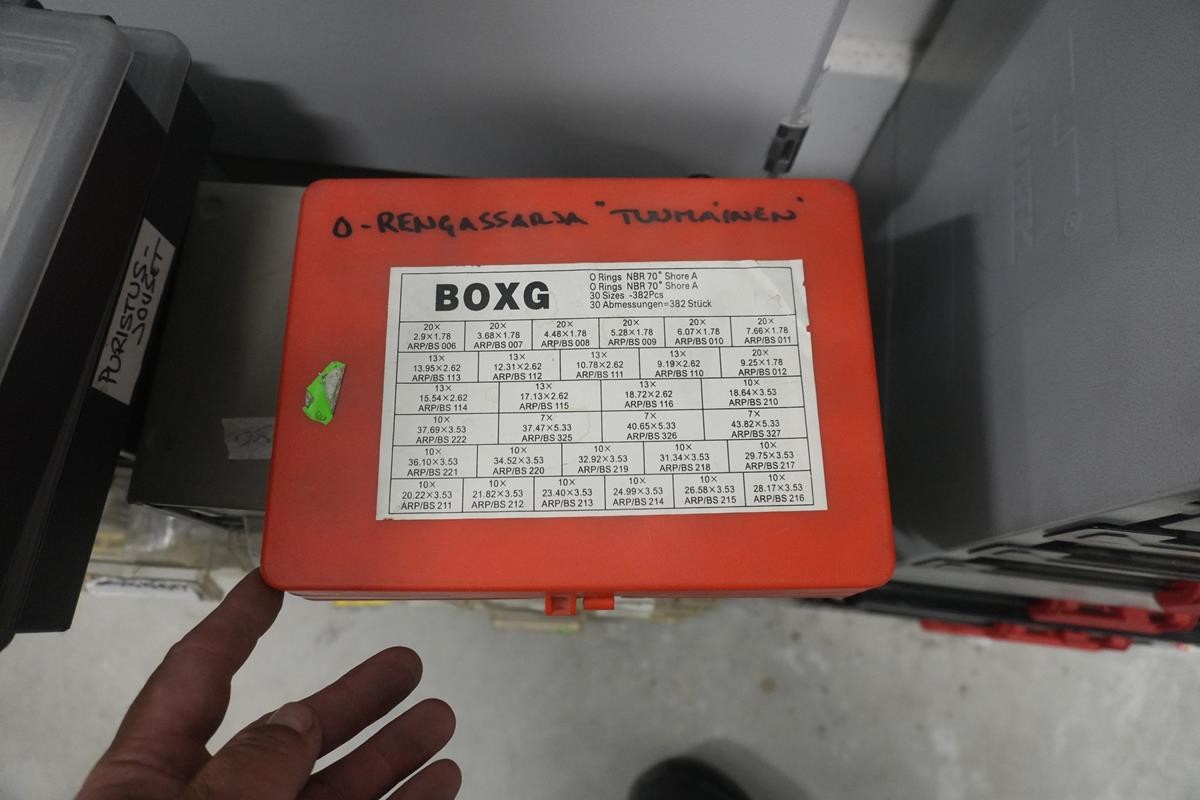 O-RENGASSARJA "TUUMAINEN"
BOXG
O Rings NBR 70° Shore A
O Rings NBR 70° Shore A
30 Sizes -382Pcs
30 Abmessungen=382 Stück
20× 20× 20× 20× 20× 20×
2.9×1.78 3.68×1.78 4.48×1.78 5.28×1.78 6.07×1.78 7.66×1.78
ARP/BS 006 ARP/BS 007 ARP/BS 008 ARP/BS 009 ARP/BS 010 ARP/BS 011
13× 13× 13× 13× 20×
13.95×2.62 12.31×2.62 10.78×2.62 9.19×2.62 9.25×1.78
ARP/BS 113 ARP/BS 112 ARP/BS 111 ARP/BS 110 ARP/BS 012
13× 13× 13× 10×
15.54×2.62 17.13×2.62 18.72×2.62 18.64×3.53
ARP/BS 114 ARP/BS 115 ARP/BS 116 ARP/BS 210
10× 7× 7× 7×
37.69×3.53 37.47×5.33 40.65×5.33 43.82×5.33
ARP/BS 222 ARP/BS 325 ARP/BS 326 ARP/BS 327
10× 10× 10× 10× 10×
36.10×3.53 34.52×3.53 32.92×3.53 31.34×3.53 29.75×3.53
ARP/BS 221 ARP/BS 220 ARP/BS 219 ARP/BS 218 ARP/BS 217
10× 10× 10× 10× 10× 10×
20.22×3.53 21.82×3.53 23.40×3.53 24.99×3.53 26.58×3.53 28.17×3.53
ARP/BS 211 ARP/BS 212 ARP/BS 213 ARP/BS 214 ARP/BS 215 ARP/BS 216
PURISTUS-
JOUSET